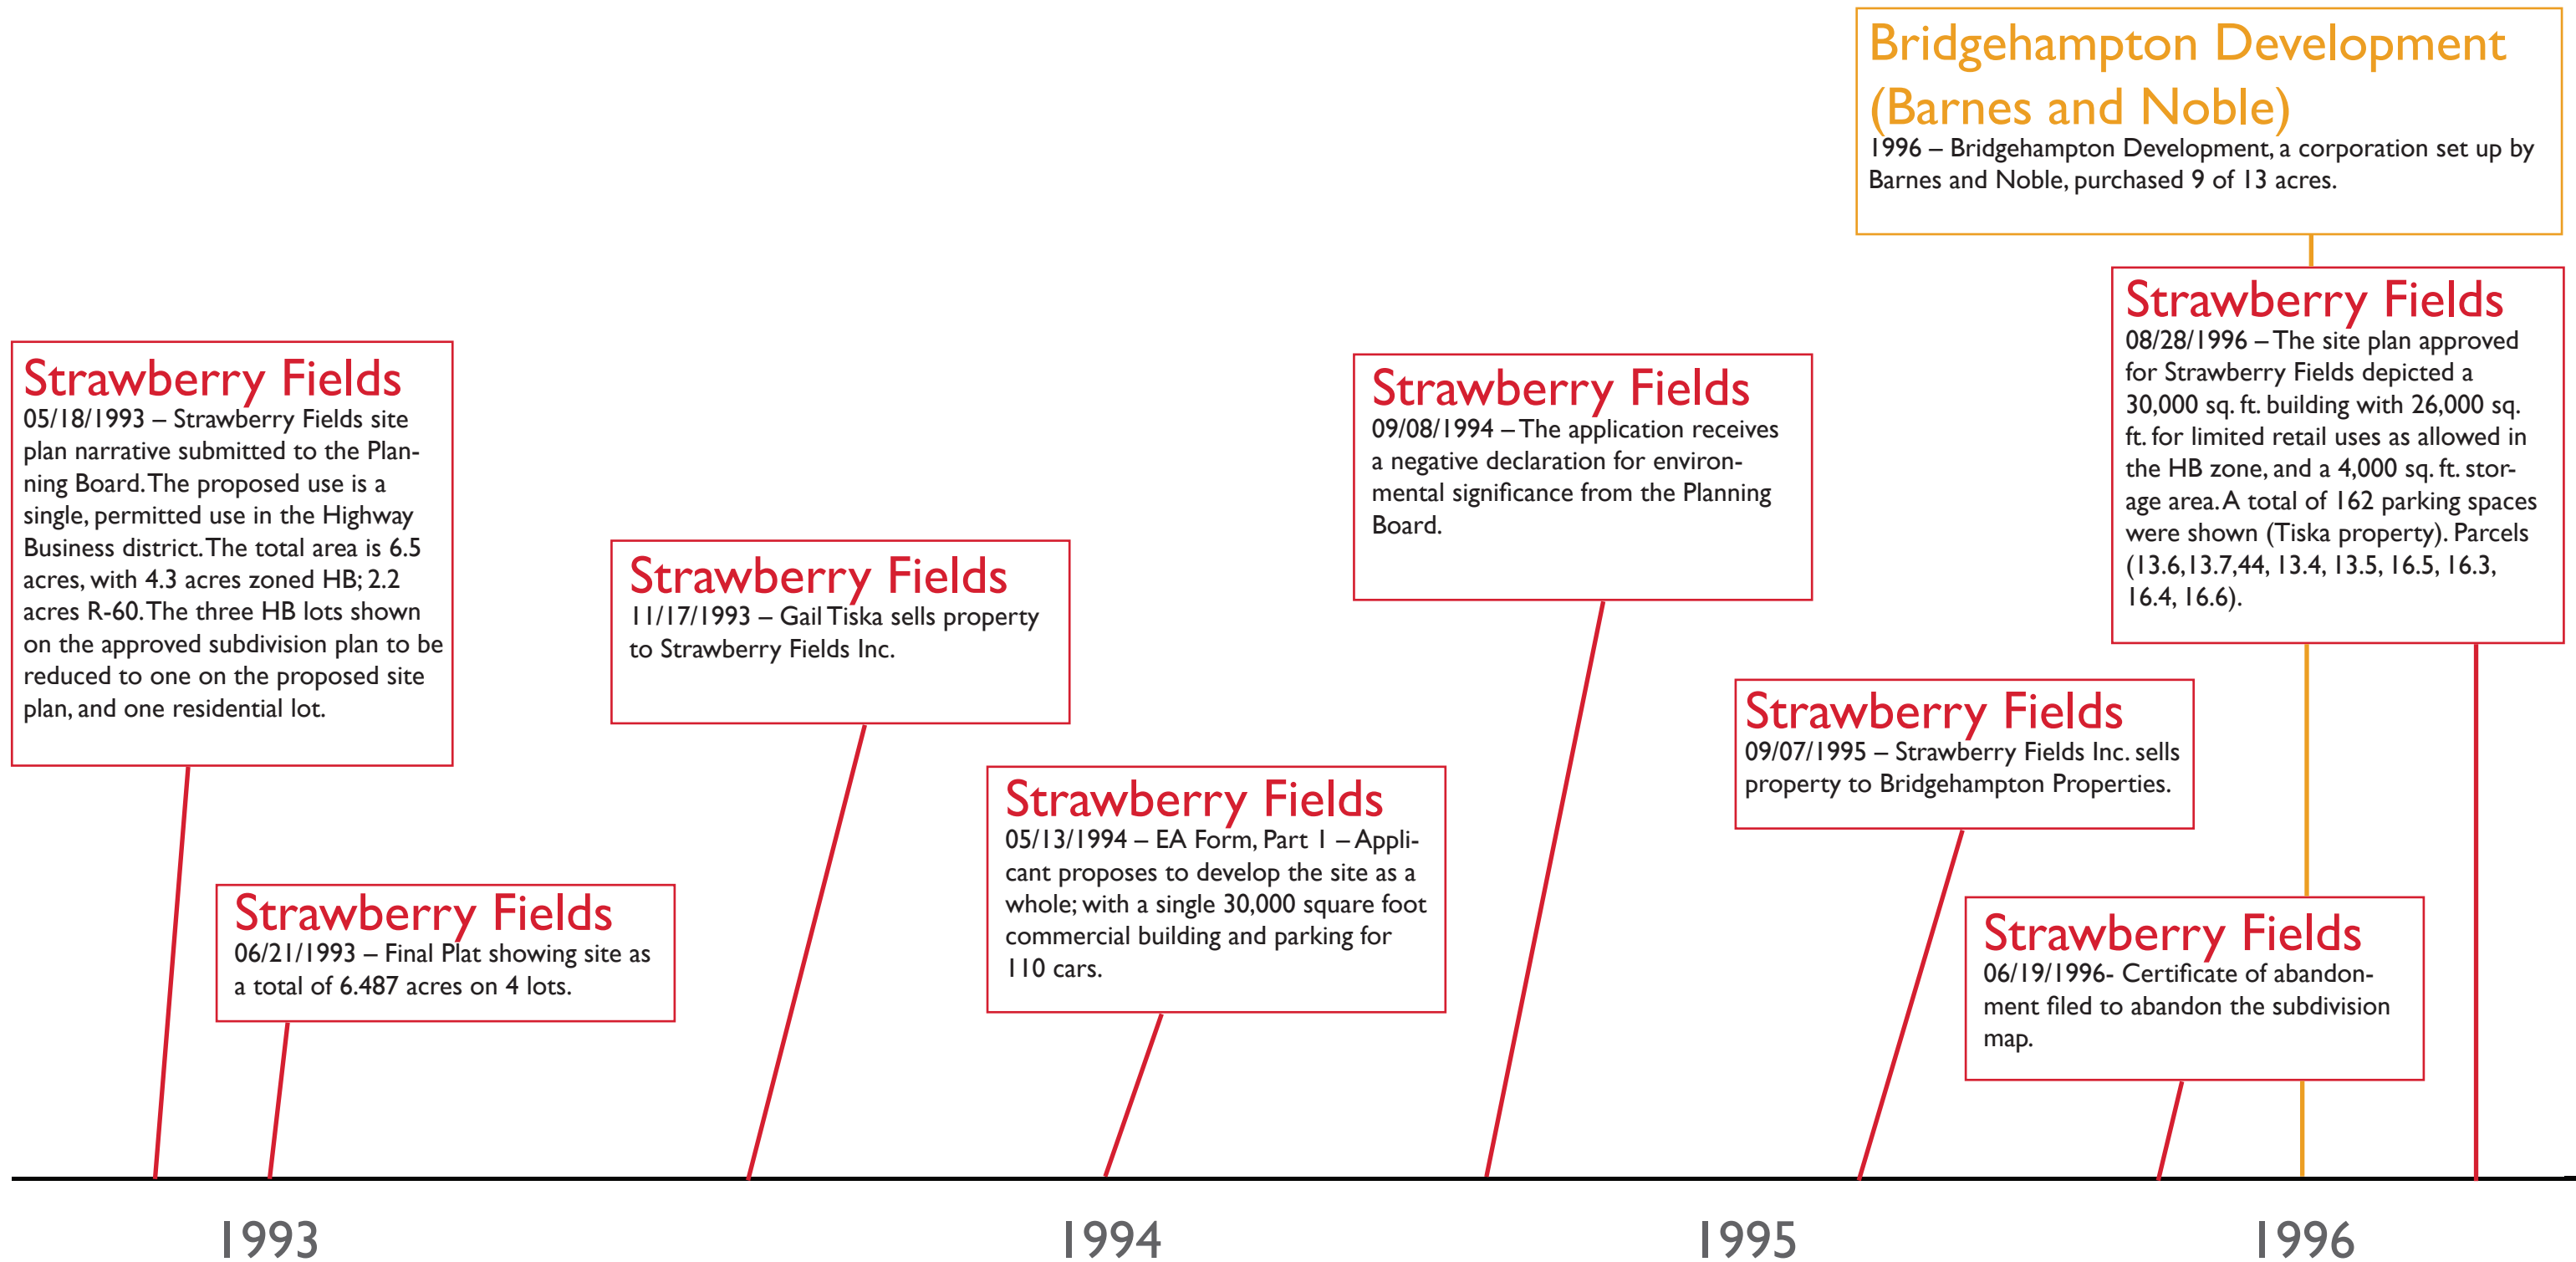 Bridgehampton Development
(Barnes and Noble)
1996 – Bridgehampton Development, a corporation set up by
Barnes and Noble, purchased 9 of 13 acres.
Strawberry Fields
05/18/1993 – Strawberry Fields site
plan narrative submitted to the Plan-
ning Board. The proposed use is a
single, permitted use in the Highway
Business district. The total area is 6.5
acres, with 4.3 acres zoned HB; 2.2
acres R-60. The three HB lots shown
on the approved subdivision plan to be
reduced to one on the proposed site
plan, and one residential lot.
Strawberry Fields
06/21/1993 – Final Plat showing site as
a total of 6.487 acres on 4 lots.
Strawberry Fields
11/17/1993 – Gail Tiska sells property
to Strawberry Fields Inc.
Strawberry Fields
05/13/1994 – EA Form, Part 1 – Appli-
cant proposes to develop the site as a
whole; with a single 30,000 square foot
commercial building and parking for
110 cars.
Strawberry Fields
09/08/1994 – The application receives
a negative declaration for environ-
mental significance from the Planning
Board.
Strawberry Fields
09/07/1995 – Strawberry Fields Inc. sells
property to Bridgehampton Properties.
Strawberry Fields
06/19/1996- Certificate of abandon-
ment filed to abandon the subdivision
map.
Strawberry Fields
08/28/1996 – The site plan approved
for Strawberry Fields depicted a
30,000 sq. ft. building with 26,000 sq.
ft. for limited retail uses as allowed in
the HB zone, and a 4,000 sq. ft. stor-
age area. A total of 162 parking spaces
were shown (Tiska property). Parcels
(13.6,13.7,44, 13.4, 13.5, 16.5, 16.3,
16.4, 16.6).
1993
1994
1995
1996